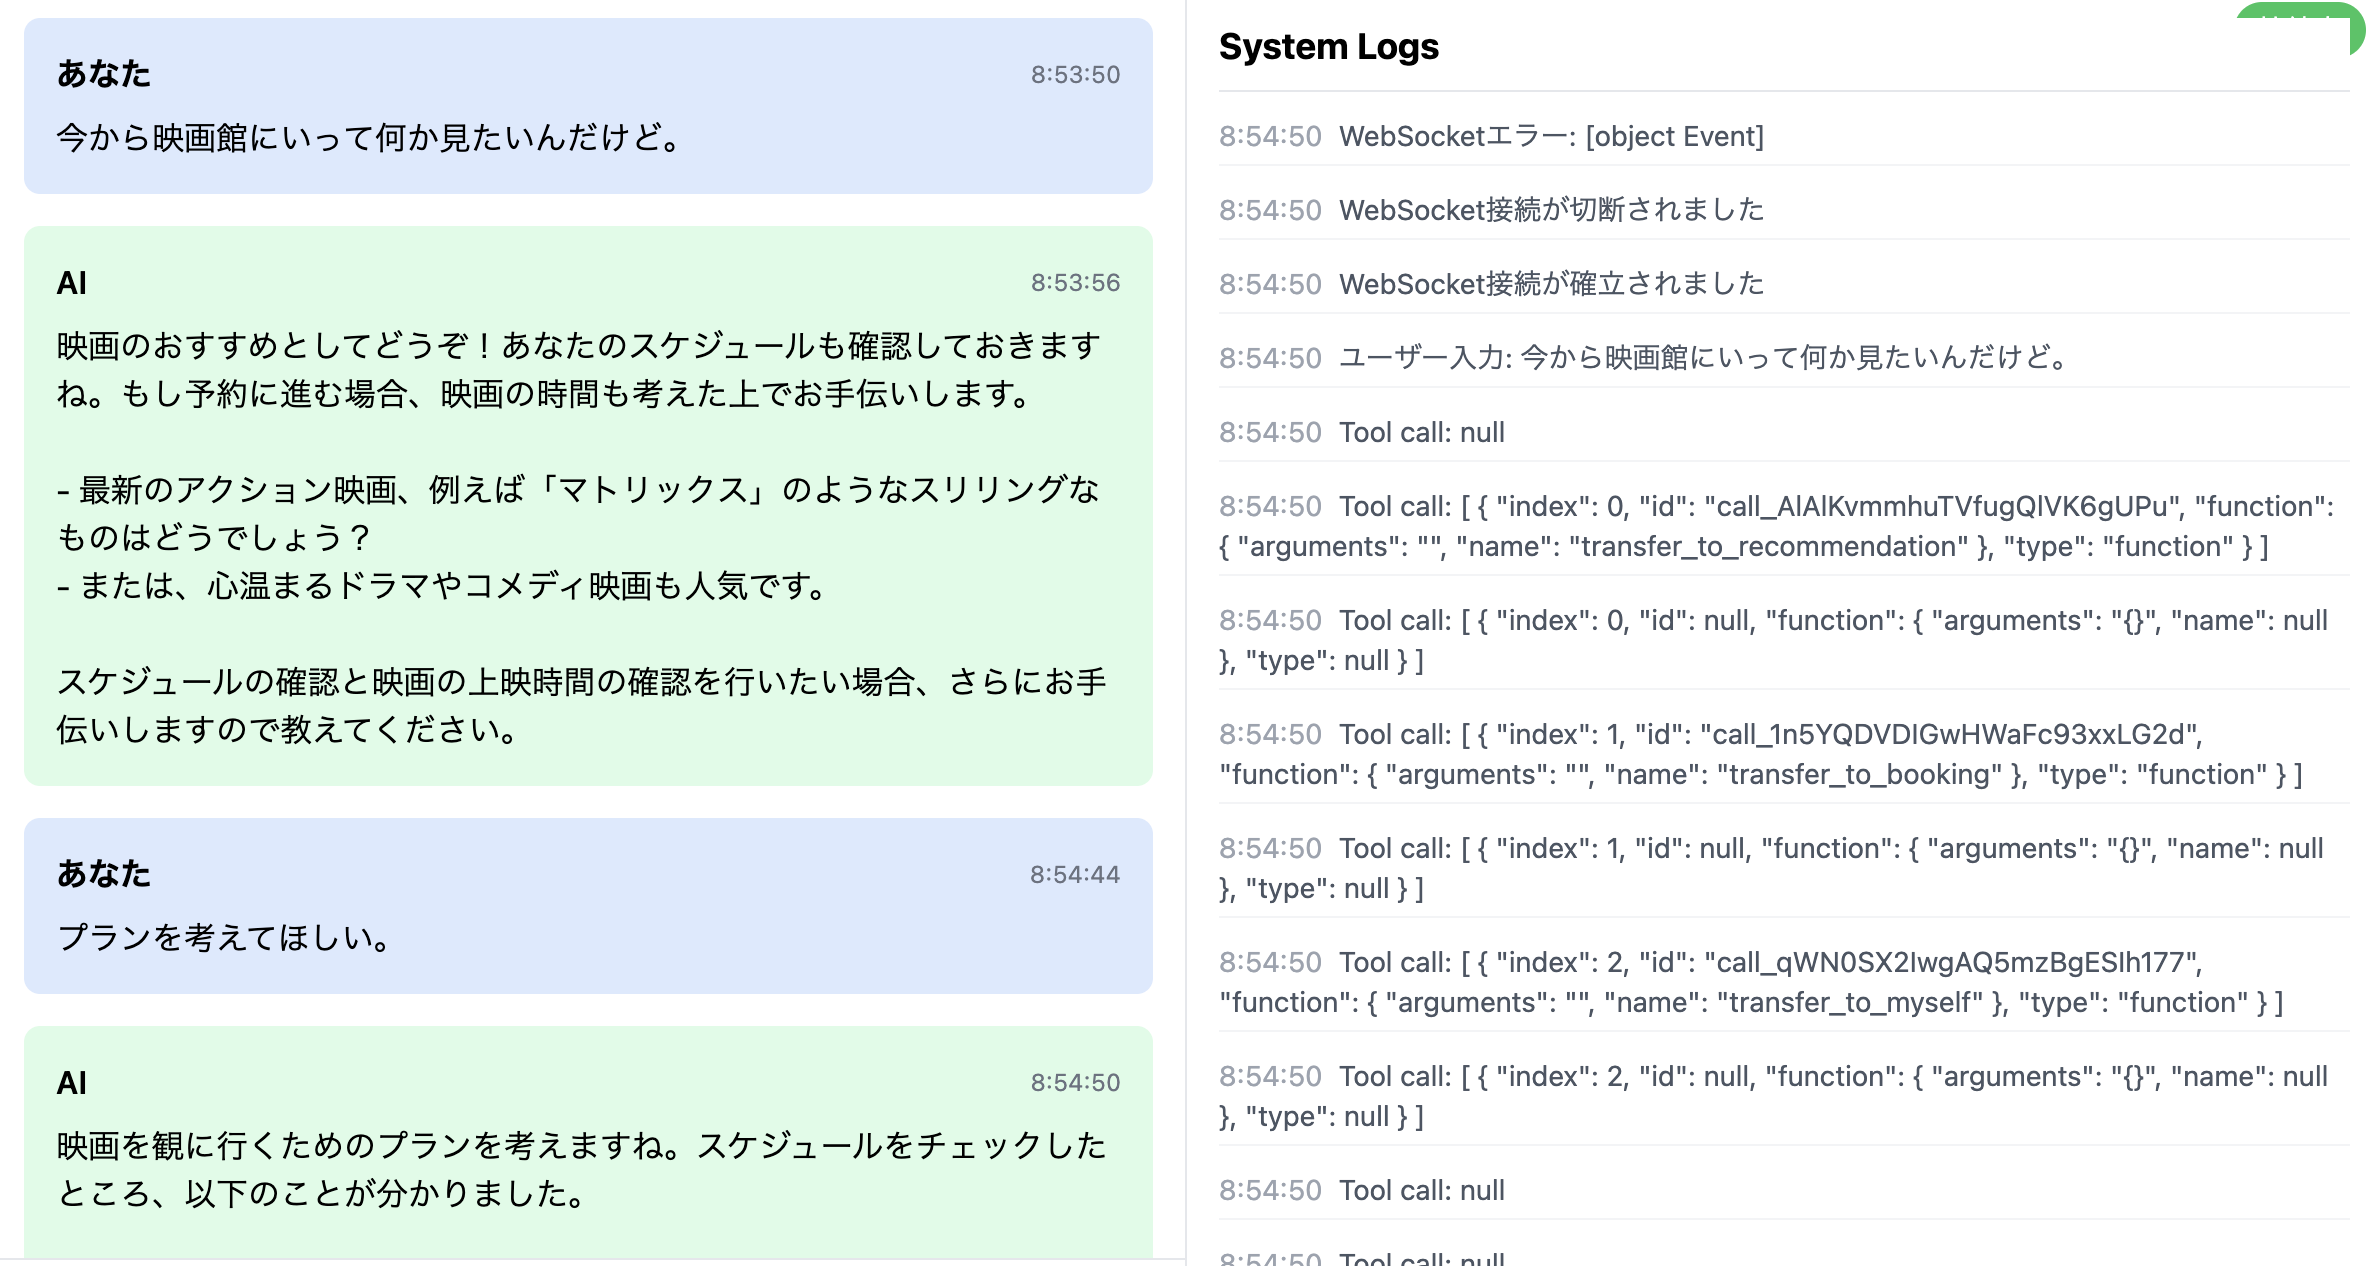 あなた
8:53:50
今から映画館にいって何か見たいんだけど。
AI
8:53:56
映画のおすすめとしてどうぞ！あなたのスケジュールも確認しておきます
ね。もし予約に進む場合、映画の時間も考えた上でお手伝いします。
- 最新のアクション映画、例えば「マトリックス」のようなスリリングな
ものはどうでしょう？
- または、心温まるドラマやコメディ映画も人気です。
スケジュールの確認と映画の上映時間の確認を行いたい場合、さらにお手
伝いしますので教えてください。
あなた
8:54:44
プランを考えてほしい。
AI
8:54:50
映画を観に行くためのプランを考えますね。スケジュールをチェックした
ところ、以下のことが分かりました。
System Logs
8:54:50 WebSocketエラー: [object Event]
8:54:50 WebSocket接続が切断されました
8:54:50 WebSocket接続が確立されました
8:54:50 ユーザー入力: 今から映画館にいって何か見たいんだけど。
8:54:50 Tool call: null
8:54:50 Tool call: [ { "index": 0, "id": "call_AlAlKvmmhuTVfugQlVK6gUPu", "function":
{ "arguments": "", "name": "transfer_to_recommendation" }, "type": "function" } ]
8:54:50 Tool call: [ { "index": 0, "id": null, "function": { "arguments": "{}", "name": null
}, "type": null } ]
8:54:50 Tool call: [ { "index": 1, "id": "call_1n5YQDVDIGwHWaFc93xxLG2d",
"function": { "arguments": "", "name": "transfer_to_booking" }, "type": "function" } ]
8:54:50 Tool call: [ { "index": 1, "id": null, "function": { "arguments": "{}", "name": null
}, "type": null } ]
8:54:50 Tool call: [ { "index": 2, "id": "call_qWN0SX2IwgAQ5mzBgESIh177",
"function": { "arguments": "", "name": "transfer_to_myself" }, "type": "function" } ]
8:54:50 Tool call: [ { "index": 2, "id": null, "function": { "arguments": "{}", "name": null
}, "type": null } ]
8:54:50 Tool call: null
8:54:50 Tool call: null